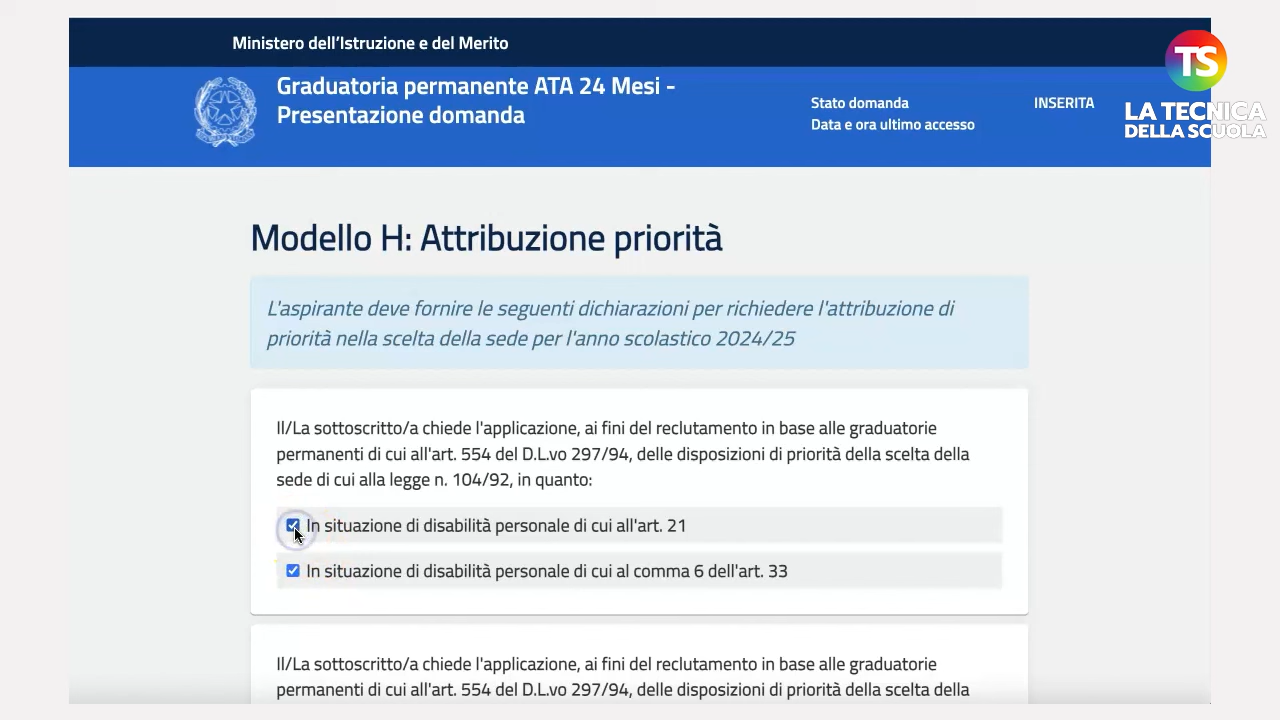 Ministero dell’Istruzione e del Merito
Graduatoria permanente ATA 24 Mesi -
Presentazione domanda
Stato domanda
INSERITA
Data e ora ultimo accesso
TS
LA TECNICA
DELLA SCUOLA
Modello H: Attribuzione priorità
L'aspirante deve fornire le seguenti dichiarazioni per richiedere l'attribuzione di
priorità nella scelta della sede per l'anno scolastico 2024/25
Il/La sottoscritto/a chiede l'applicazione, ai fini del reclutamento in base alle graduatorie
permanenti di cui all'art. 554 del D.L.vo 297/94, delle disposizioni di priorità della scelta della
sede di cui alla legge n. 104/92, in quanto:
In situazione di disabilità personale di cui all'art. 21
In situazione di disabilità personale di cui al comma 6 dell'art. 33
Il/La sottoscritto/a chiede l'applicazione, ai fini del reclutamento in base alle graduatorie
permanenti di cui all'art. 554 del D.L.vo 297/94, delle disposizioni di priorità della scelta della